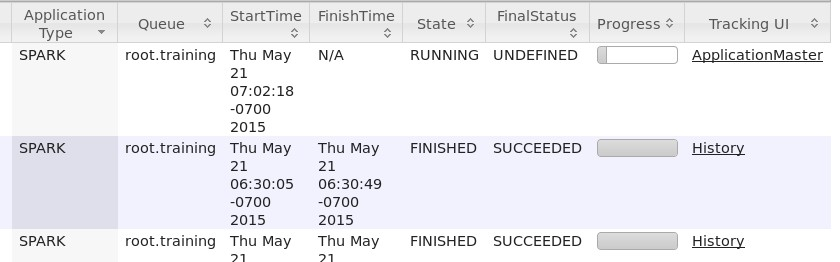 Application Type Queue StartTime FinishTime State FinalStatus Progress Tracking UI
SPARK root.training Thu May N/A RUNNING UNDEFINED ApplicationMaster
21
07:02:18
-0700
2015
SPARK root.training Thu May Thu May FINISHED SUCCEEDED History
21 21
06:30:05 06:30:49
-0700 -0700
2015 2015
SPARK root.training Thu May Thu May FINISHED SUCCEEDED History
21 21